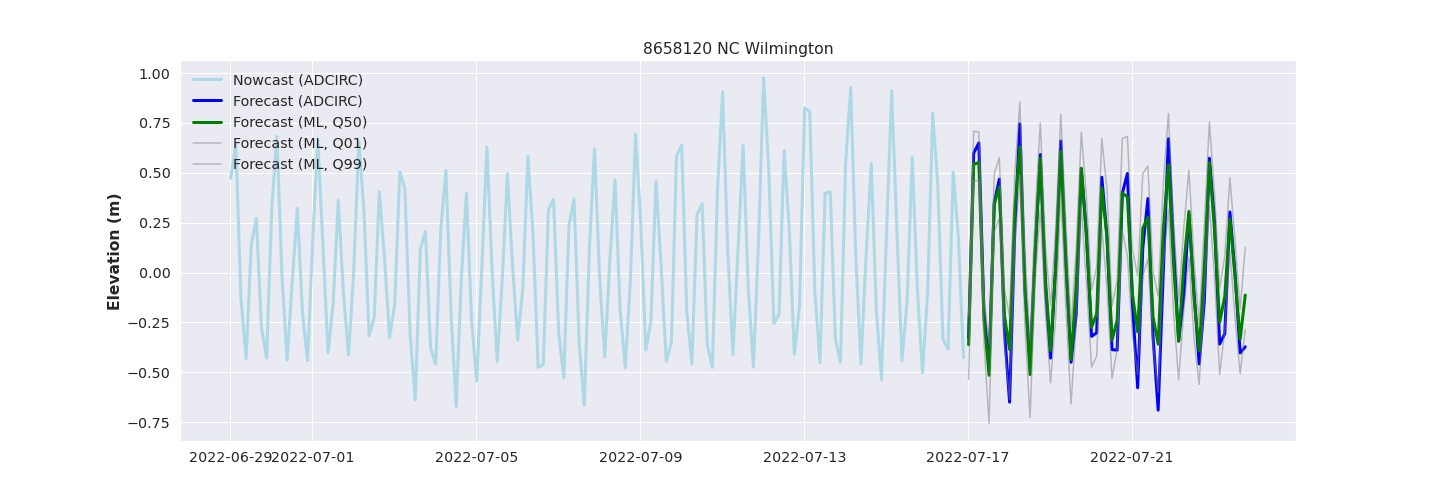 8658120 NC Wilmington
1.00
0.75
0.50
0.25
0.00
−0.25
−0.50
−0.75
Elevation (m)
Nowcast (ADCIRC)
Forecast (ADCIRC)
Forecast (ML, Q50)
Forecast (ML, Q01)
Forecast (ML, Q99)
2022-06-29 2022-07-01 2022-07-05 2022-07-09 2022-07-13 2022-07-17 2022-07-21